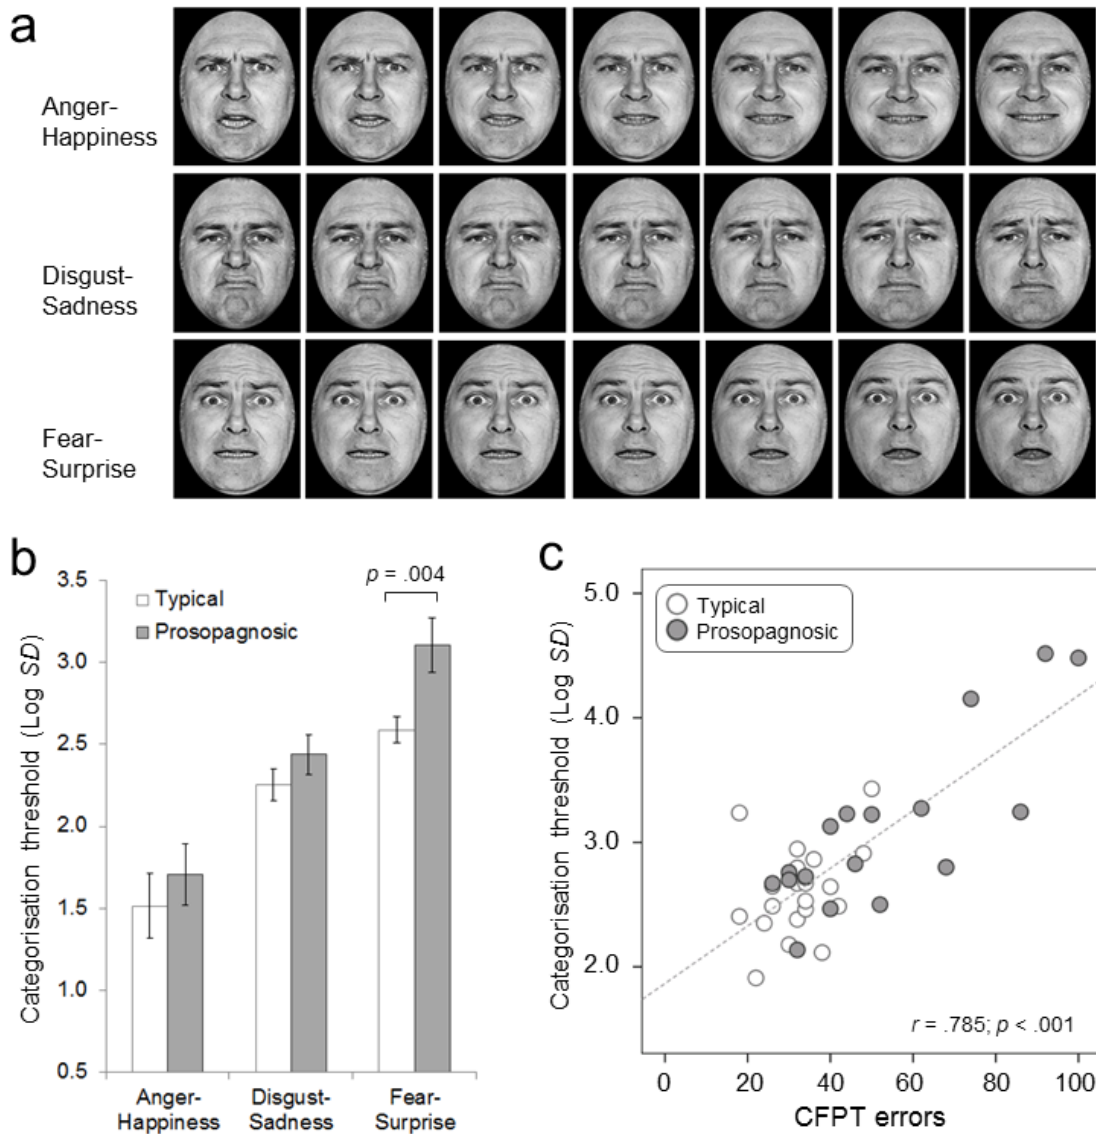 a
Anger-
Happiness
Disgust-
Sadness
Fear-
Surprise
b
Categorisation threshold (Log SD)
3.5
3.0
2.5
2.0
1.5
1.0
0.5
Typical
Prosopagnosic
p = .004
Anger-
Happiness
Disgust-
Sadness
Fear-
Surprise
c
Categorisation threshold (Log SD)
5.0
4.0
3.0
2.0
Typical
Prosopagnosic
r = .785; p < .001
0 20 40 60 80 100
CFPT errors